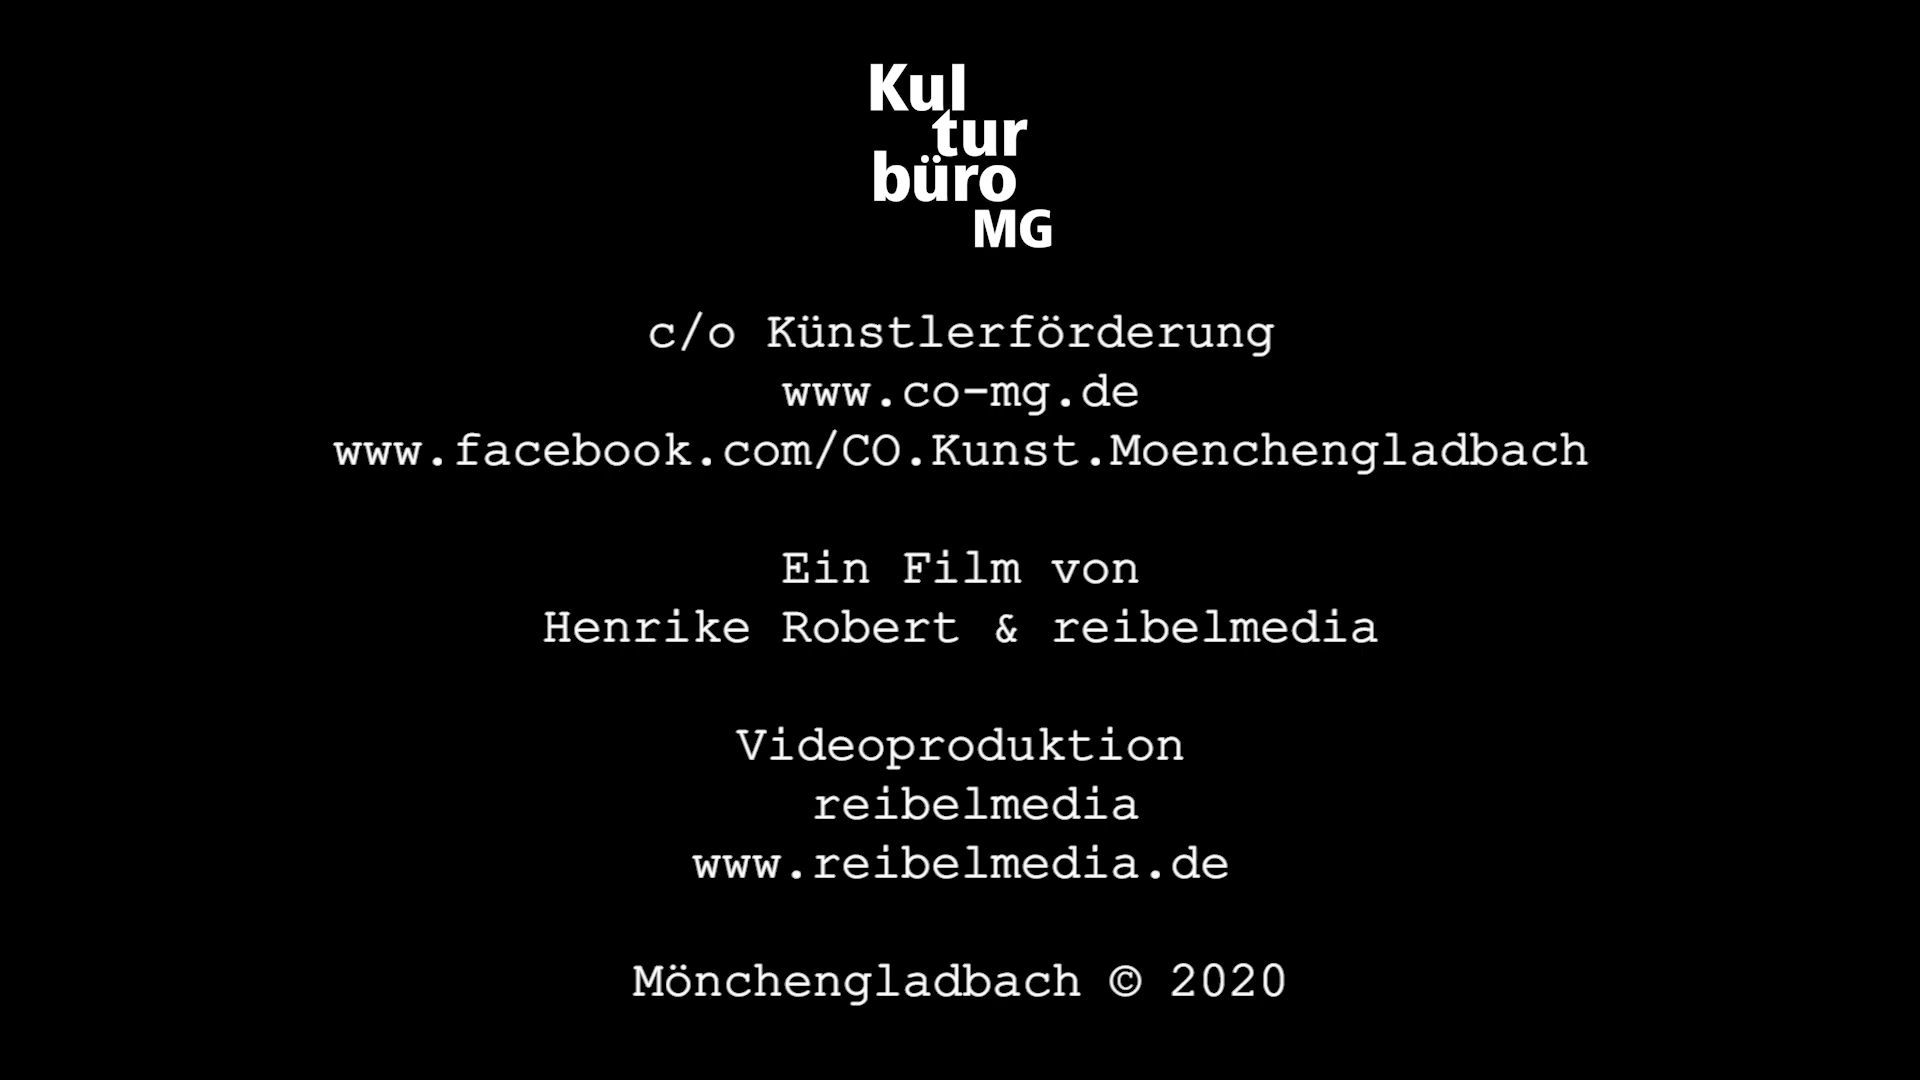 Kul
tur
büro
MG
c/o Künstlerförderung
www.co-mg.de
www.facebook.com/CO.Kunst.Moenchengladbach
Ein Film von
Henrike Robert & reibelmedia
Videoproduktion
reibelmedia
www.reibelmedia.de
Mönchengladbach © 2020